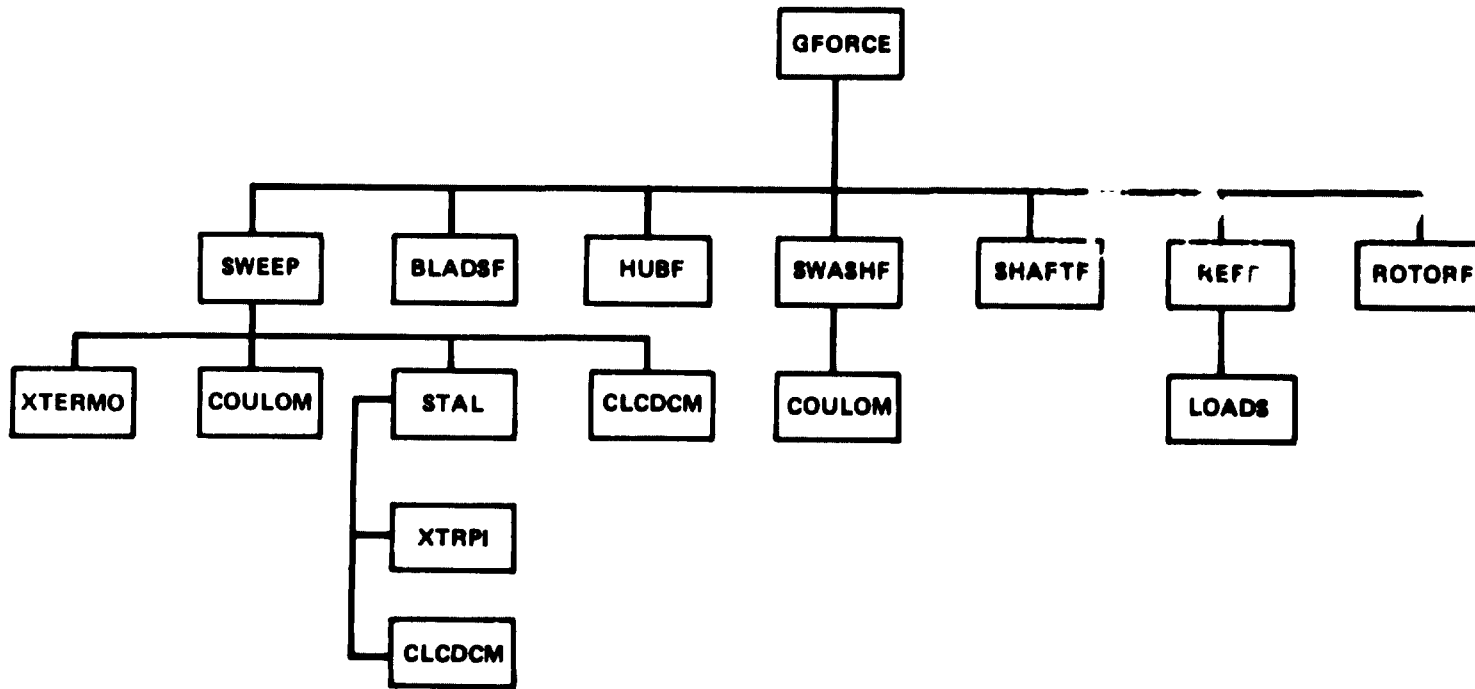 GFORCE
SWEEP
BLADSF
HUBF
SWASHF
SHAFTF
ROTORF
XTERMO
COULOM
STAL
CLCDCM
COULOM
LOADS
XTRPI
CLCDCM